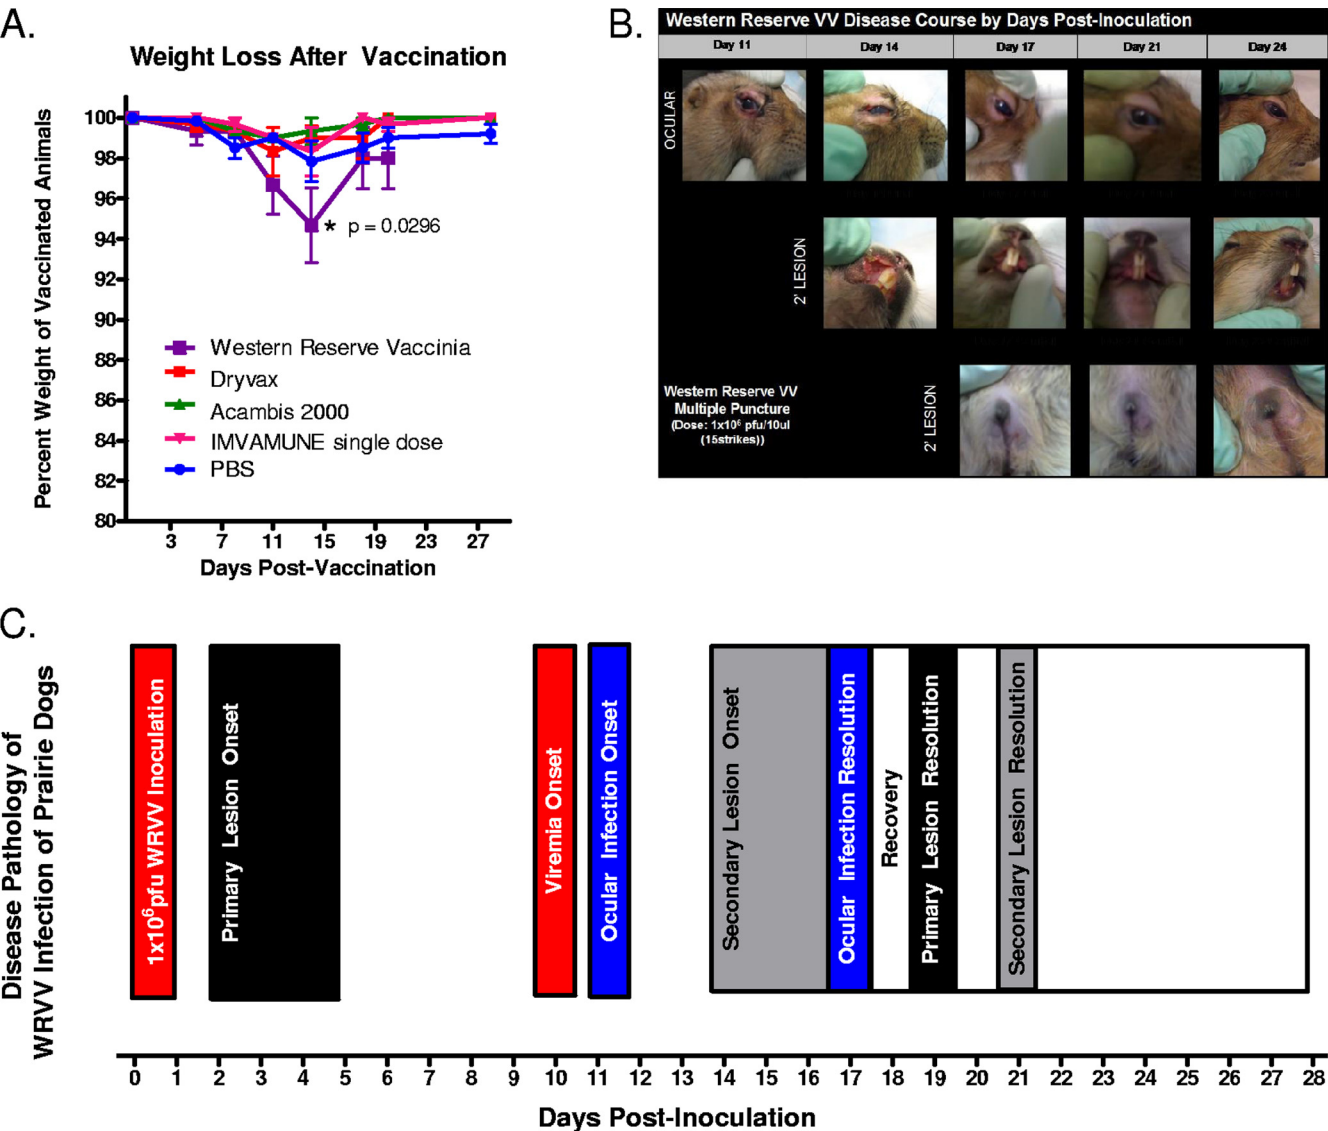 A.
Weight Loss After Vaccination
Percent Weight of Vaccinated Animals
100
98
96
94
92
90
88
86
84
82
80
* p = 0.0296
Western Reserve Vaccinia
Dryvax
Acambis 2000
IMVAMUNE single dose
PBS
3 7 11 15 19 23 27
Days Post-Vaccination
B.
Western Reserve VV Disease Course by Days Post-Inoculation
Day 11 Day 14 Day 17 Day 21 Day 24
OCULAR
2' LESION
2' LESION
Western Reserve VV
Multiple Puncture
(Dose: 1x10⁶ pfu/10ul
(15strikes))
C.
Disease Pathology of
WRVV Infection of Prairie Dogs
1x10⁶pfu WRVV Inoculation
Primary Lesion Onset
Viremia Onset
Ocular Infection Onset
Secondary Lesion Onset
Ocular Infection Resolution
Recovery
Primary Lesion Resolution
Secondary Lesion Resolution
0 1 2 3 4 5 6 7 8 9 10 11 12 13 14 15 16 17 18 19 20 21 22 23 24 25 26 27 28
Days Post-Inoculation